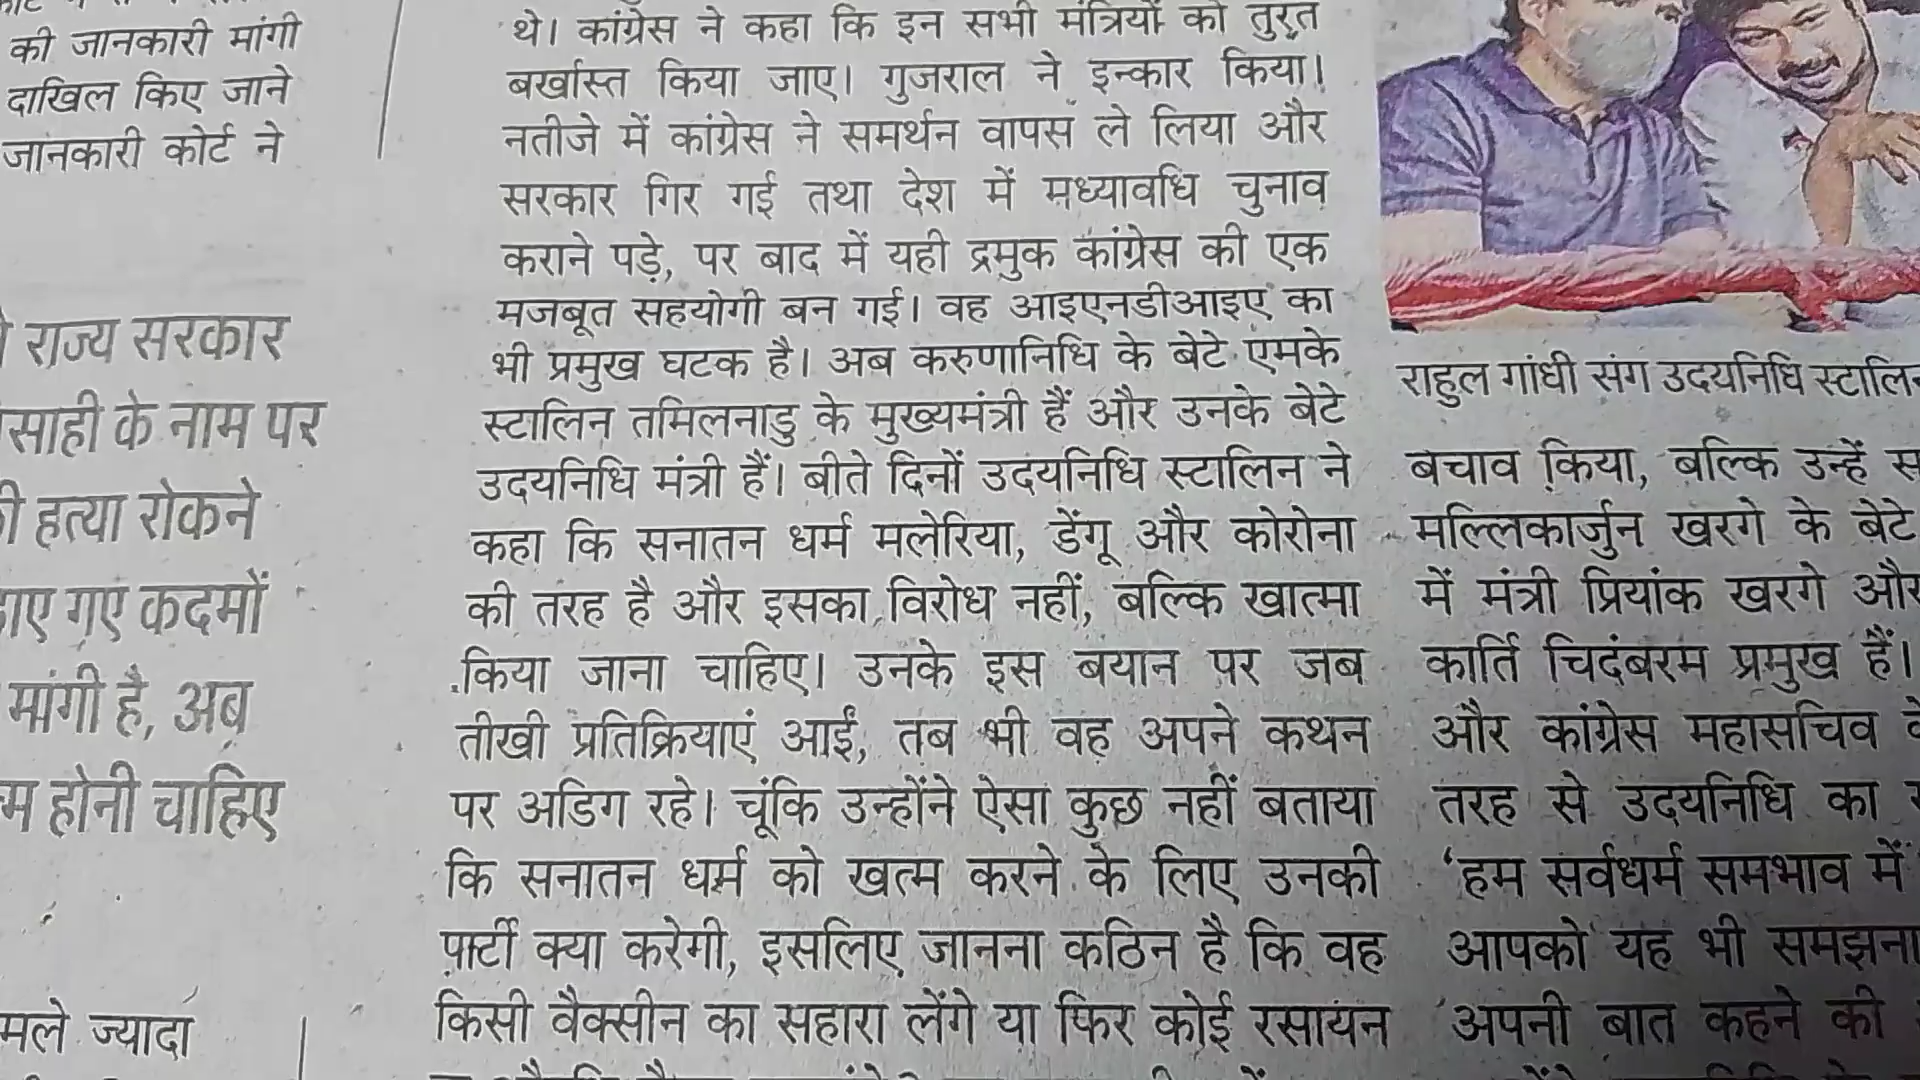 की जानकारी मांगी
दाखिल किए जाने
जानकारी कोर्ट ने
राज्य सरकार
के नाम पर
हत्या रोकने
गए कदमों
मांगी है, अब
होनी चाहिए
ज्यादा
थे। कांग्रेस ने कहा कि इन सभी मंत्रियों को तुरंत
बर्खास्त किया जाए। गुजराल ने इन्कार किया।
नतीजे में कांग्रेस ने समर्थन वापस ले लिया और
सरकार गिर गई तथा देश में मध्यावधि चुनाव
कराने पड़े, पर बाद में यही द्रमुक कांग्रेस की एक
मजबूत सहयोगी बन गई। वह आइएनडीआइए का
भी प्रमुख घटक है। अब करुणानिधि के बेटे एमके
स्टालिन तमिलनाडु के मुख्यमंत्री हैं और उनके बेटे
उदयनिधि मंत्री हैं। बीते दिनों उदयनिधि स्टालिन ने
कहा कि सनातन धर्म मलेरिया, डेंगू और कोरोना
की तरह है और इसका विरोध नहीं, बल्कि खात्मा
किया जाना चाहिए। उनके इस बयान पर जब
तीखी प्रतिक्रियाएं आईं, तब भी वह अपने कथन
पर अडिग रहे। चूंकि उन्होंने ऐसा कुछ नहीं बताया
कि सनातन धर्म को खत्म करने के लिए उनकी
पार्टी क्या करेगी, इसलिए जानना कठिन है कि वह
किसी वैक्सीन का सहारा लेंगे या फिर कोई रसायन
राहुल गांधी संग उदयनिधि स्टालिन
बचाव किया, बल्कि उन्हें
मल्लिकार्जुन खरगे के बेटे
में मंत्री प्रियांक खरगे और
कार्ति चिदंबरम प्रमुख हैं।
और कांग्रेस महासचिव
तरह से उदयनिधि का
‘हम सर्वधर्म समभाव में
आपको यह भी समझना
अपनी बात कहने की